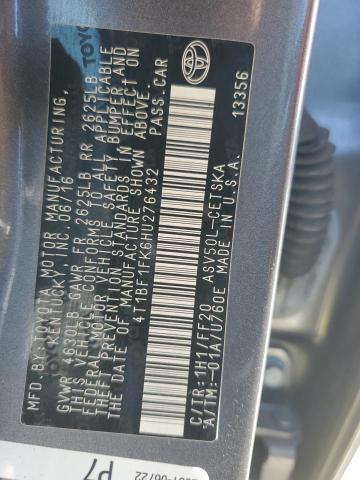 MFD.BY TOYOTA MOTOR MANUFACTURING,
KENTUCKY, INC. 06/16
GVWR 4630LB GAWR FR 2625LB RR 2625LB
THIS VEHICLE CONFORMS TO ALL APPLICABLE
FEDERAL MOTOR VEHICLE SAFETY, BUMPER, AND
THEFT PREVENTION STANDARDS IN EFFECT ON
THE DATE OF MANUFACTURE SHOWN ABOVE.
4T1BF1FK6HU276432 PASS.CAR
C/TR:1H1/FF20 ASV50L-CETSKA
A/TM:-01A/U760E MADE IN U.S.A.
13356
TOYOTA
P7